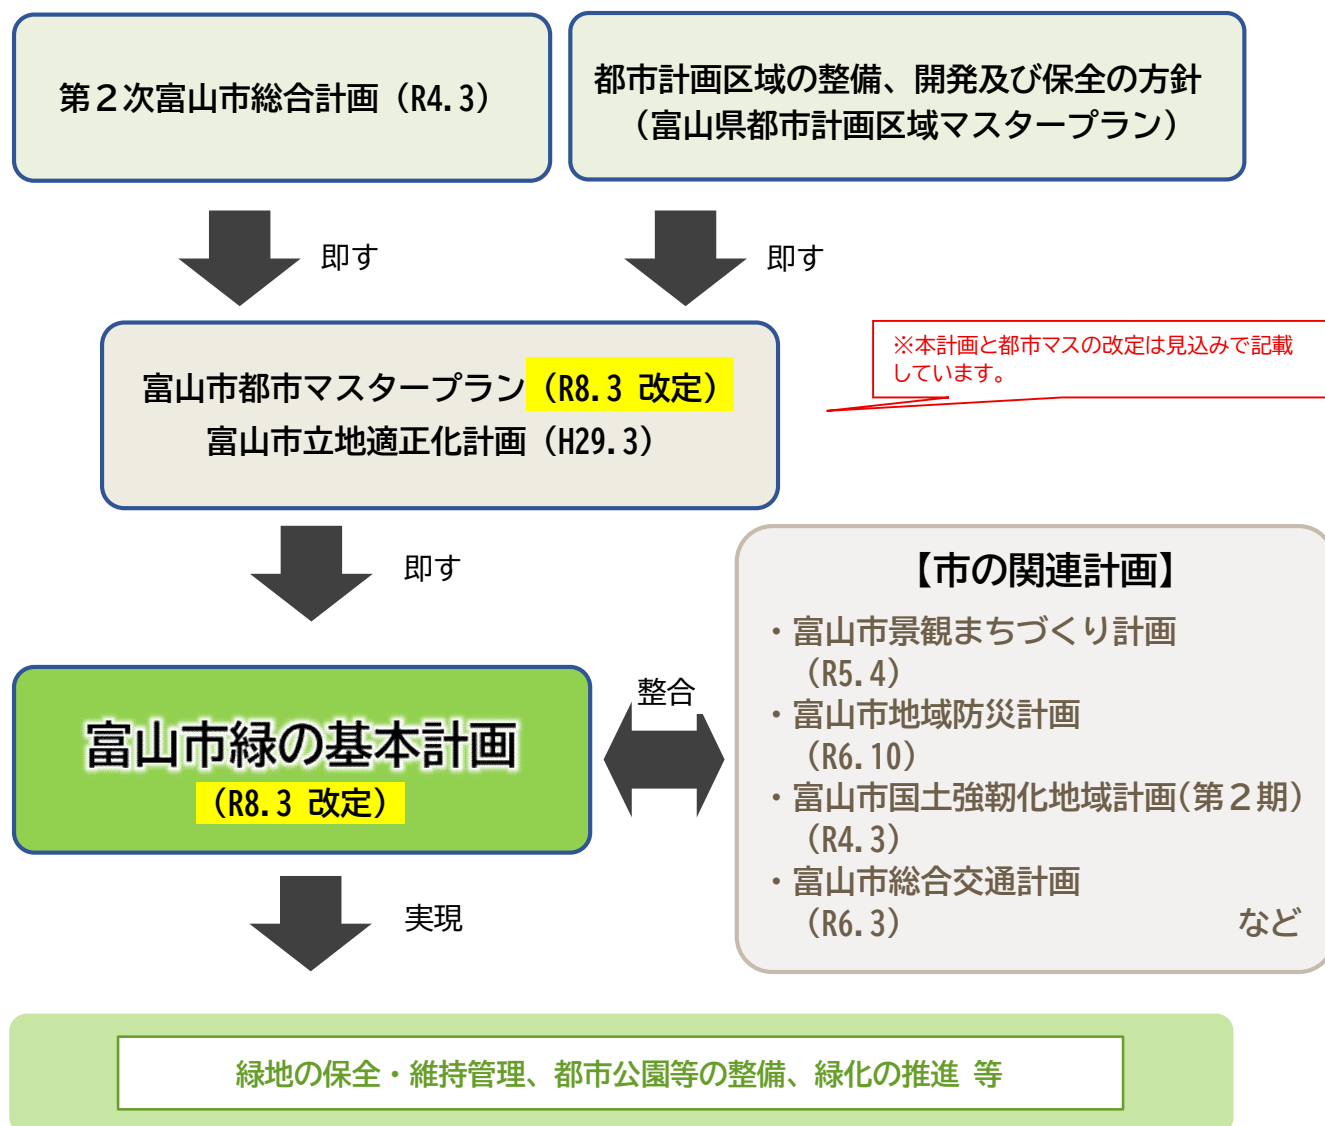 第２次富山市総合計画（R4.3）
都市計画区域の整備、開発及び保全の方針
（富山県都市計画区域マスタープラン）
即す
即す
※本計画と都市マスの改定は見込みで記載
しています。
富山市都市マスタープラン（R8.3 改定）
富山市立地適正化計画（H29.3）
即す
【市の関連計画】
・富山市景観まちづくり計画
（R5.4）
・富山市地域防災計画
（R6.10）
・富山市国土強靭化地域計画(第２期)
（R4.3）
・富山市総合交通計画
（R6.3） など
整合
富山市緑の基本計画
（R8.3 改定）
実現
緑地の保全・維持管理、都市公園等の整備、緑化の推進 等